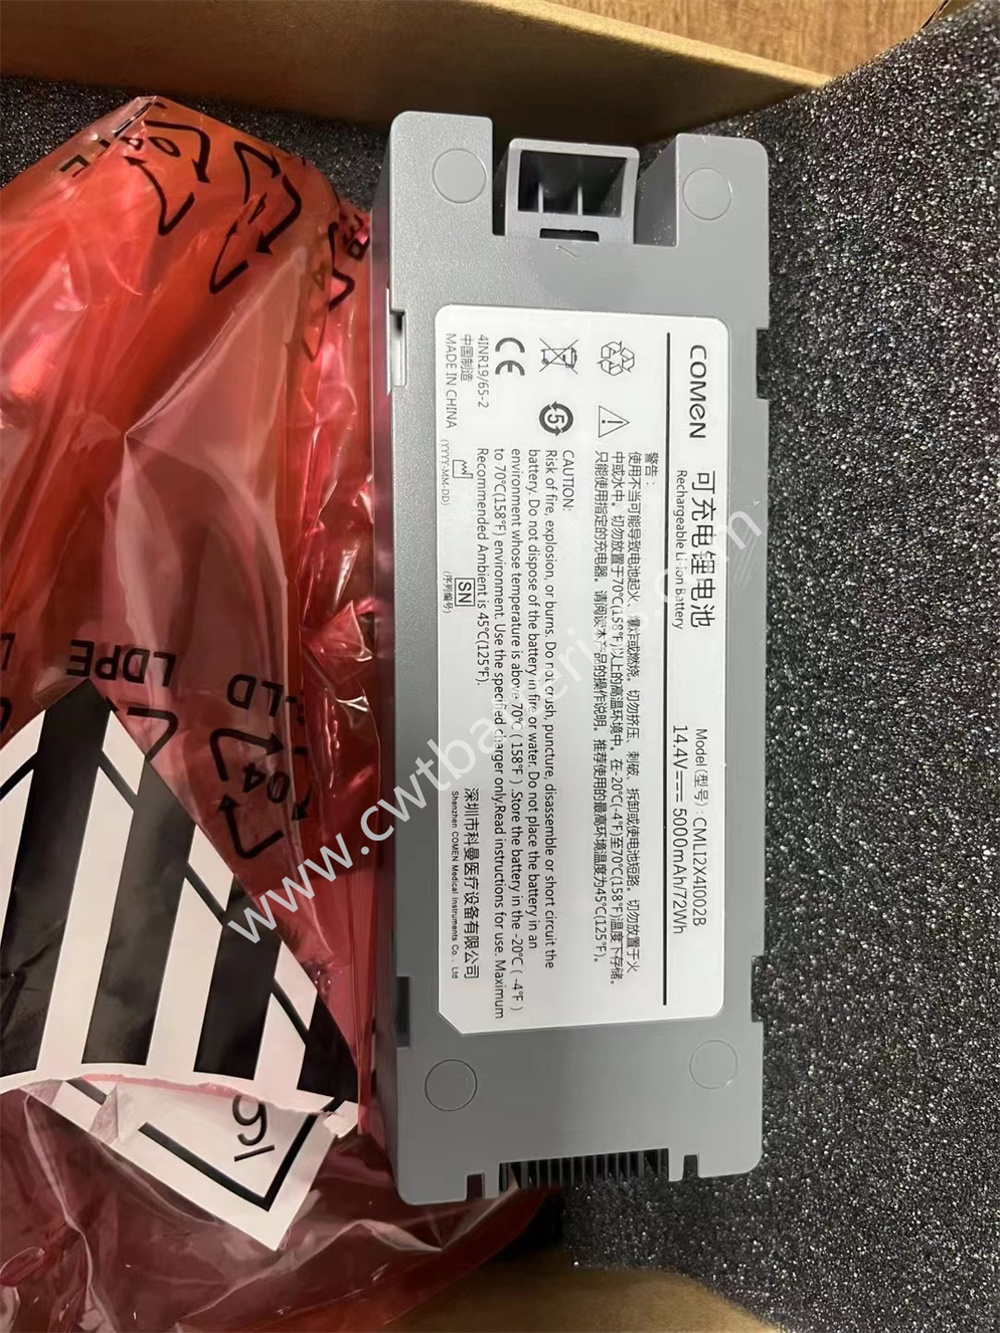 COMEN
可充电锂电池
Rechargeable Li-ion Battery
Model (型号) : CMLI2X4I002B
14.4V 5000mAh/72Wh
警告:
使用不当可能导致电池起火、爆炸或燃烧。切勿挤压、刺破、拆卸或使电池短路。切勿放置于火
中或水中。切勿放置于70℃(158℉)以上的高温环境中。在-20℃(-4℉)至70℃(158℉)温度下存储。
只能使用指定的充电器。请阅读本产品的操作说明。推荐使用的最高环境温度为45℃(125℉)。
CAUTION:
Risk of fire, explosion, or burns. Do not crush, puncture, disassemble or short circuit the
battery. Do not dispose of the battery in fire or water. Do not place the battery in an
environment whose temperature is above 70℃ ( 158℉ ) .Store the battery in the -20℃ ( -4℉ )
to 70℃(158℉) environment. Use the specified charger only.Read instructions for use. Maximum
Recommended Ambient is 45℃(125℉).
5
CE
4INR19/65-2
中国制造
MADE IN CHINA
(YYYY-MM-DD)
SN
(序列编号)
深圳市科曼医疗设备有限公司
Shenzhen COMEN Medical Instruments Co., Ltd
LDPE
04
www.cwtbatteries.com